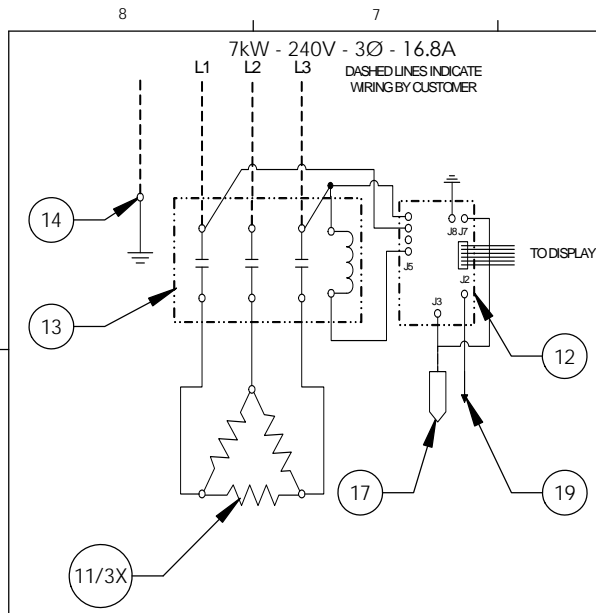 8 7
7kW - 240V - 3Ø - 16.8A
L1 L2 L3
DASHED LINES INDICATE
WIRING BY CUSTOMER
14
J8 J7
TO DISPLAY
J5
J2
13
J3
12
17
19
11/3X